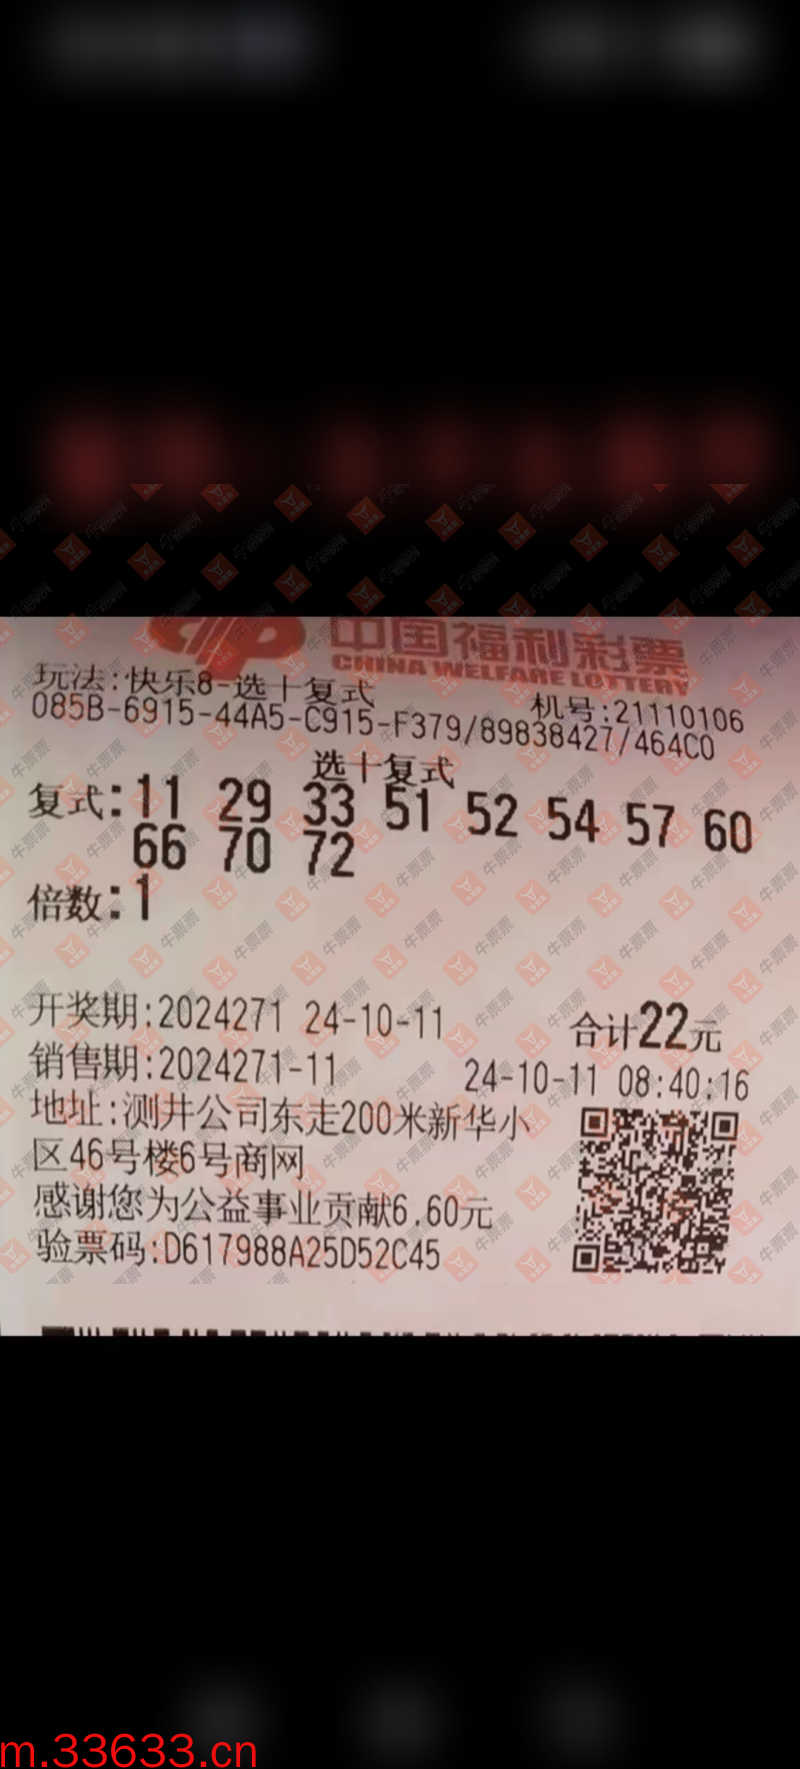 中国福利彩票
CHINA WELFARE LOTTERY
玩法:快乐8-选十复式
机号:21110106
085B-6915-44A5-C915-F379/89838427/464C0
选十复式
复式:11 29 33 51 52 54 57 60
66 70 72
倍数:1
开奖期:2024271 24-10-11
合计22元
销售期:2024271-11
24-10-11 08:40:16
地址:测井公司东走200米新华小
区46号楼6号商网
感谢您为公益事业贡献6.60元
验票码:D617988A25D52C45
牛票票
m.33633.cn